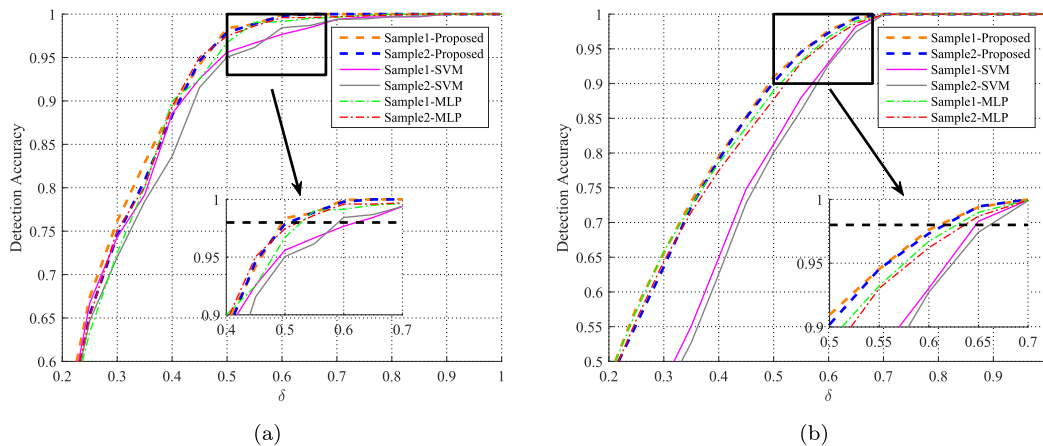 1
0.95
0.9
0.85
0.8
0.75
0.7
0.65
0.6
Detection Accuracy
0.2 0.3 0.4 0.5 0.6 0.7 0.8 0.9 1
δ
Sample1-Proposed
Sample2-Proposed
Sample1-SVM
Sample2-SVM
Sample1-MLP
Sample2-MLP
1
0.95
0.9
0.4 0.5 0.6 0.7
(a)
1
0.95
0.9
0.85
0.8
0.75
0.7
0.65
0.6
0.55
0.5
Detection Accuracy
0.2 0.3 0.4 0.5 0.6 0.7 0.8 0.9
δ
Sample1-Proposed
Sample2-Proposed
Sample1-SVM
Sample2-SVM
Sample1-MLP
Sample2-MLP
1
0.95
0.9
0.5 0.55 0.6 0.65 0.7
(b)